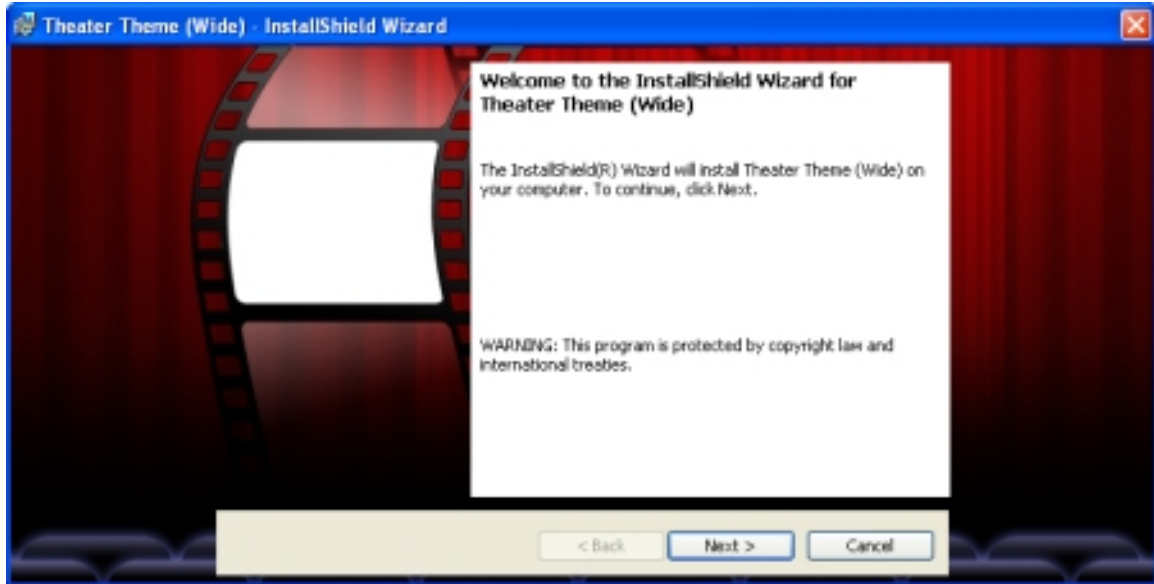 Theater Theme (Wide) - InstallShield Wizard
Welcome to the InstallShield Wizard for
Theater Theme (Wide)
The InstallShield(R) Wizard will install Theater Theme (Wide) on
your computer. To continue, click Next.
WARNING: This program is protected by copyright law and
international treaties.
< Back
Next >
Cancel